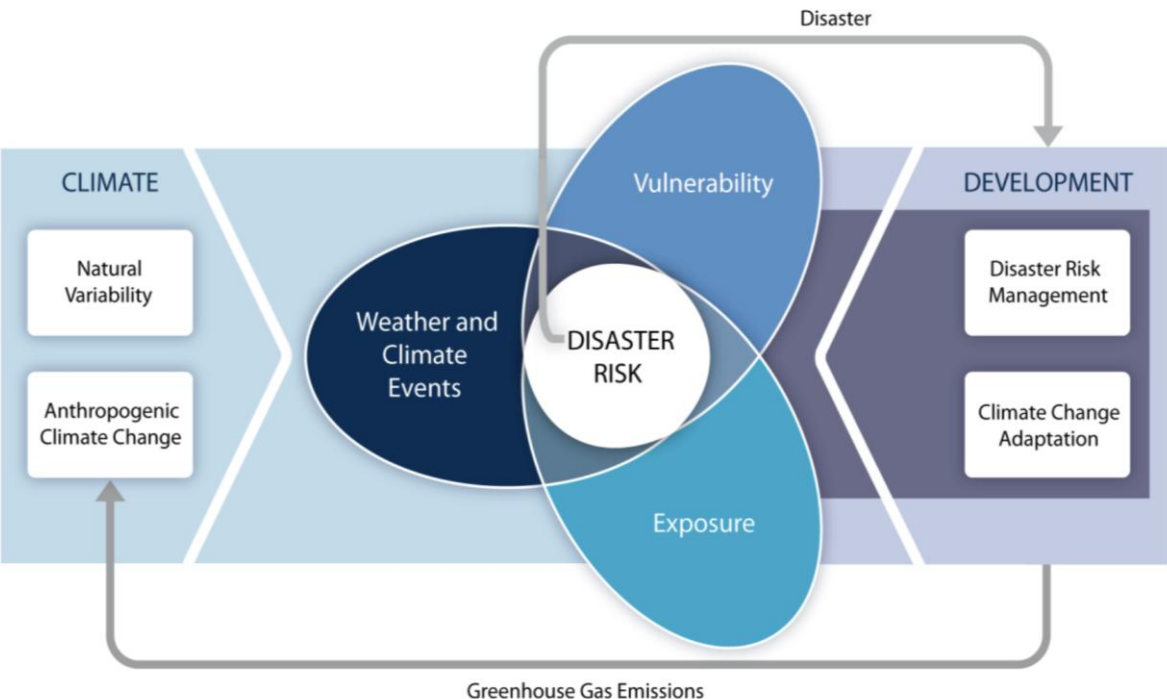 Disaster
CLIMATE
Natural
Variability
Anthropogenic
Climate Change
Weather and
Climate
Events
Vulnerability
DISASTER
RISK
Exposure
DEVELOPMENT
Disaster Risk
Management
Climate Change
Adaptation
Greenhouse Gas Emissions